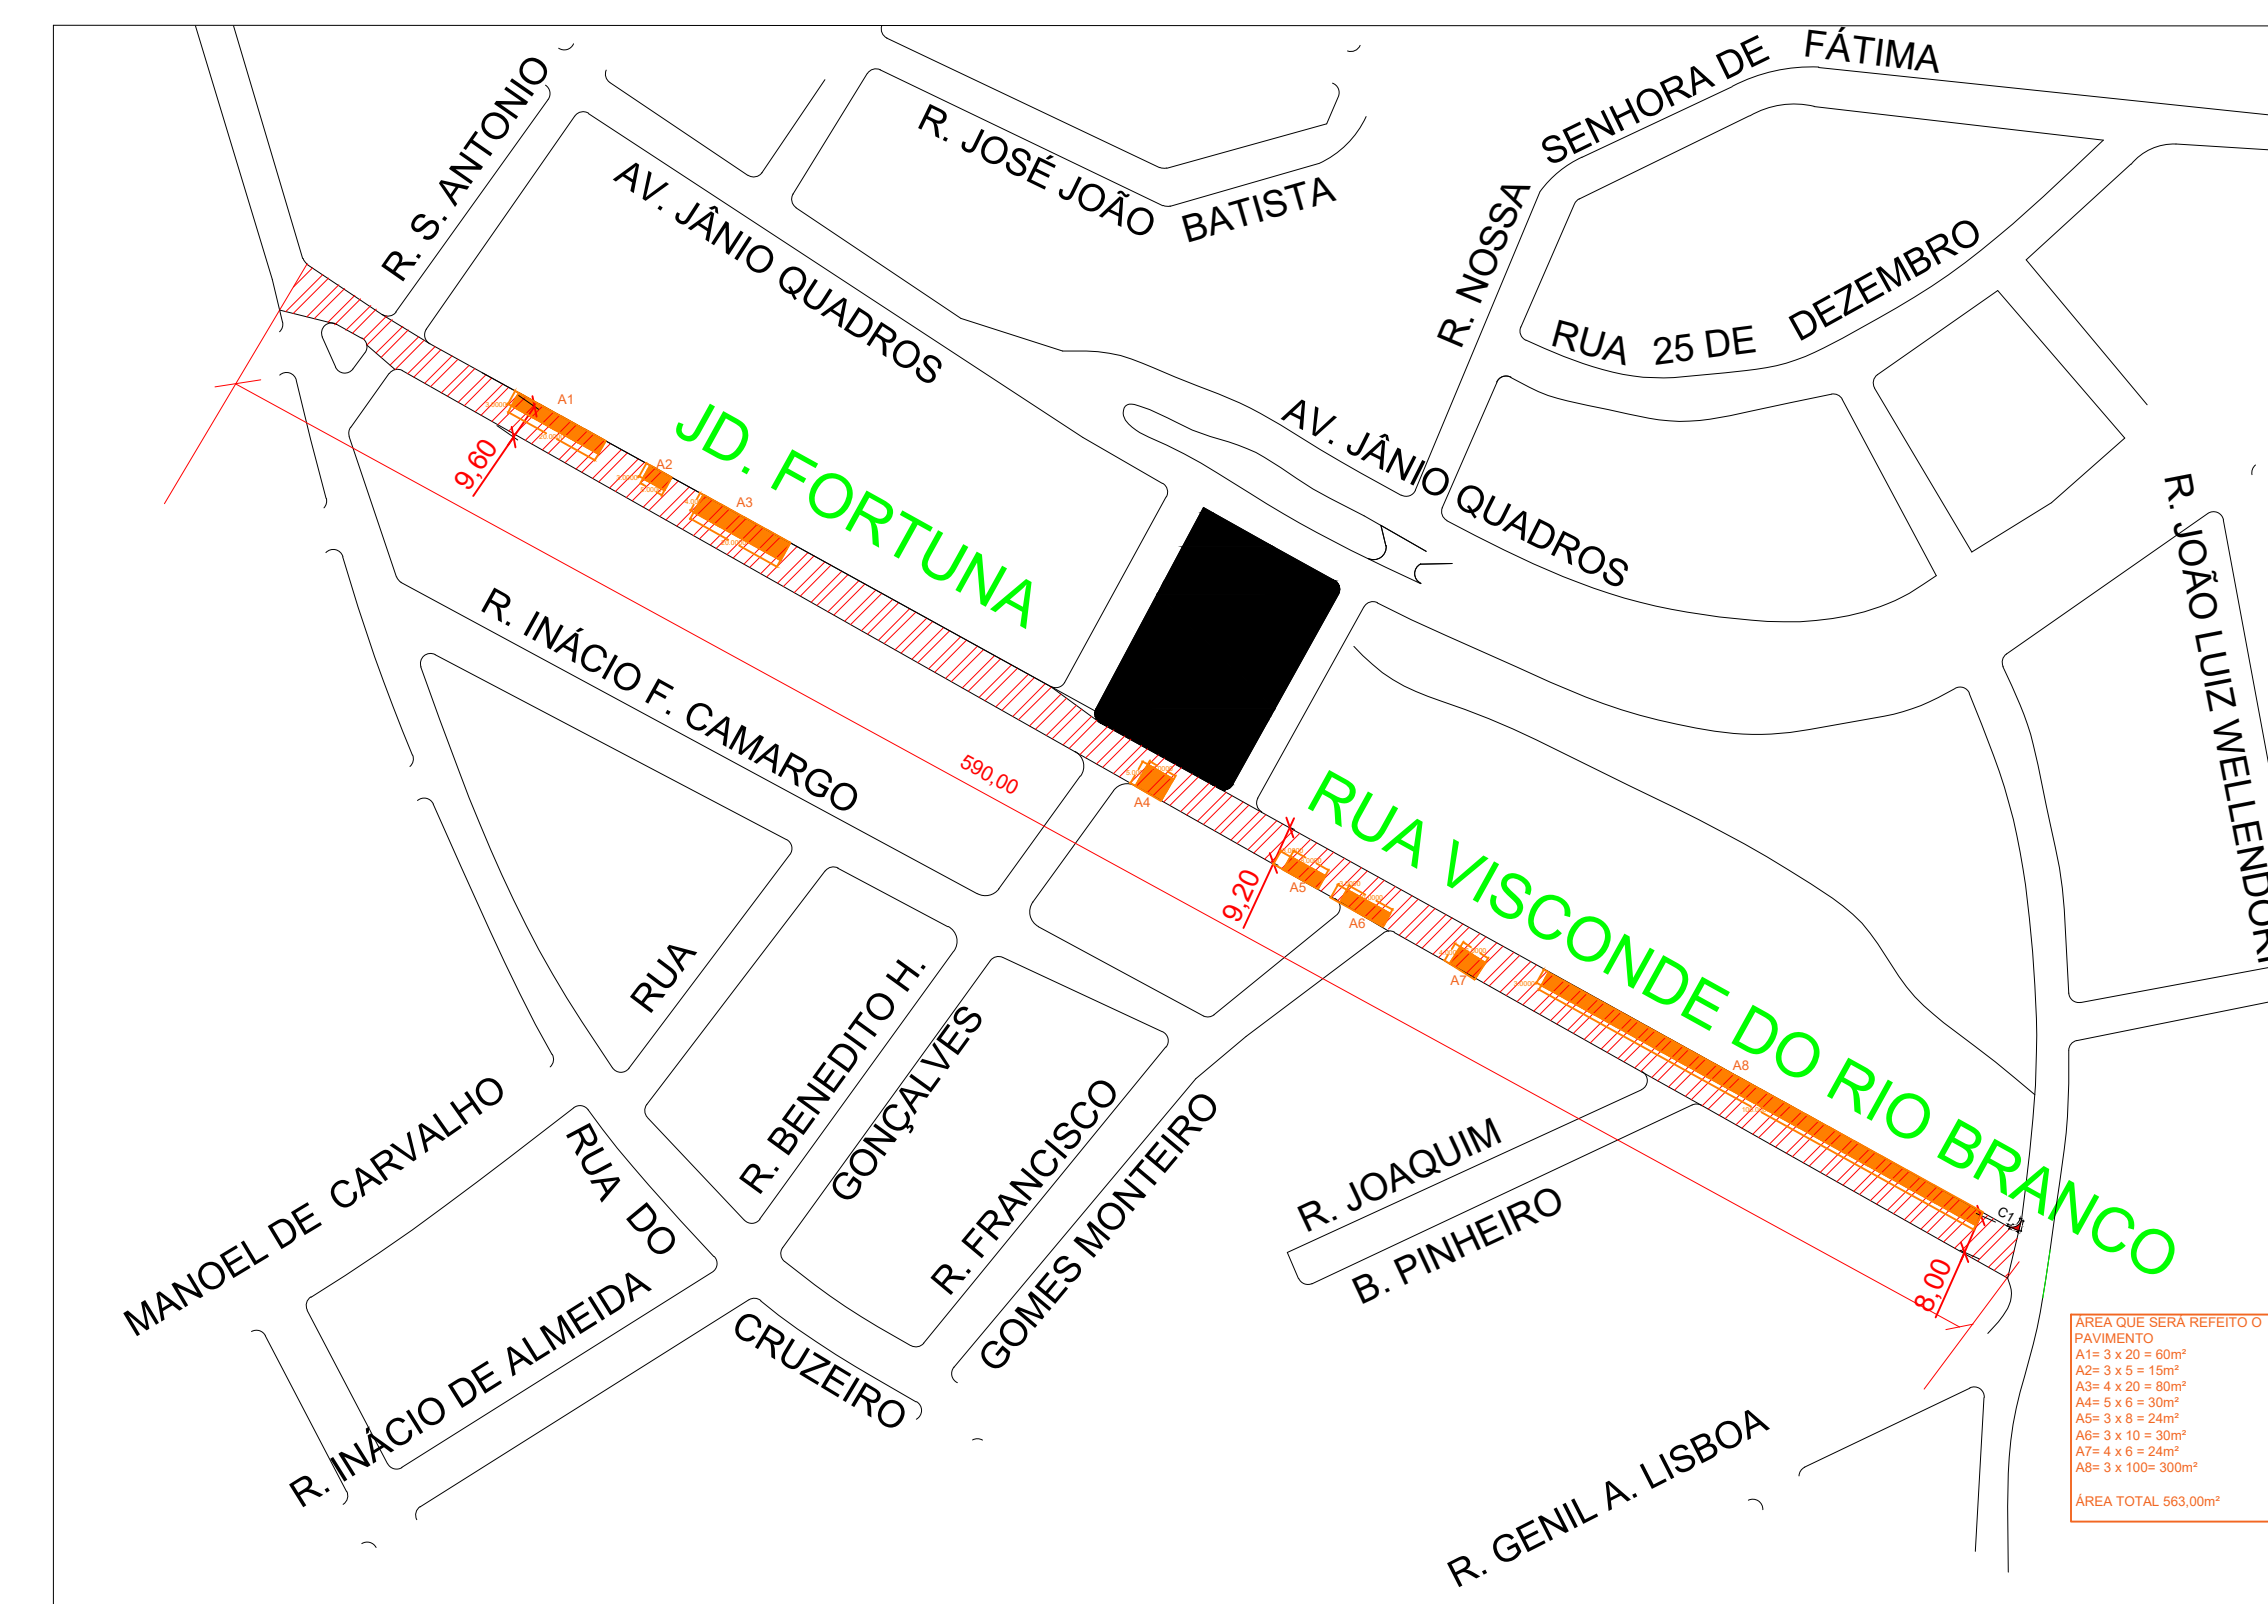 FÁTIMA
SENHORA DE
R. NOSSA
R. S. ANTONIO
R. JOSÉ JOÃO
BATISTA
AV. JÂNIO QUADROS
RUA 25 DE DEZEMBRO
AV. JÂNIO QUADROS
A1
9,60
A2
A3
JD. FORTUNA
R. JOÃO LUIZ WELLENDORF
R. INÁCIO F. CAMARGO
590,00
A4
RUA VISCONDE DO RIO BRANCO
9,20
A5
A6
A7
A8
RUA
MANOEL DE CARVALHO
R. BENEDITO H.
GONÇALVES
R. FRANCISCO
GOMES MONTEIRO
RUA DO
CRUZEIRO
R. JOAQUIM
B. PINHEIRO
8,00
R. INÁCIO DE ALMEIDA
R. GENIL A. LISBOA
ÁREA QUE SERÁ REFEITO O
PAVIMENTO
A1= 3 x 20 = 60m²
A2= 3 x 5 = 15m²
A3= 4 x 20 = 80m²
A4= 5 x 6 = 30m²
A5= 3 x 8 = 24m²
A6= 3 x 10 = 30m²
A7= 4 x 6 = 24m²
A8= 3 x 100= 300m²
ÁREA TOTAL 563,00m²